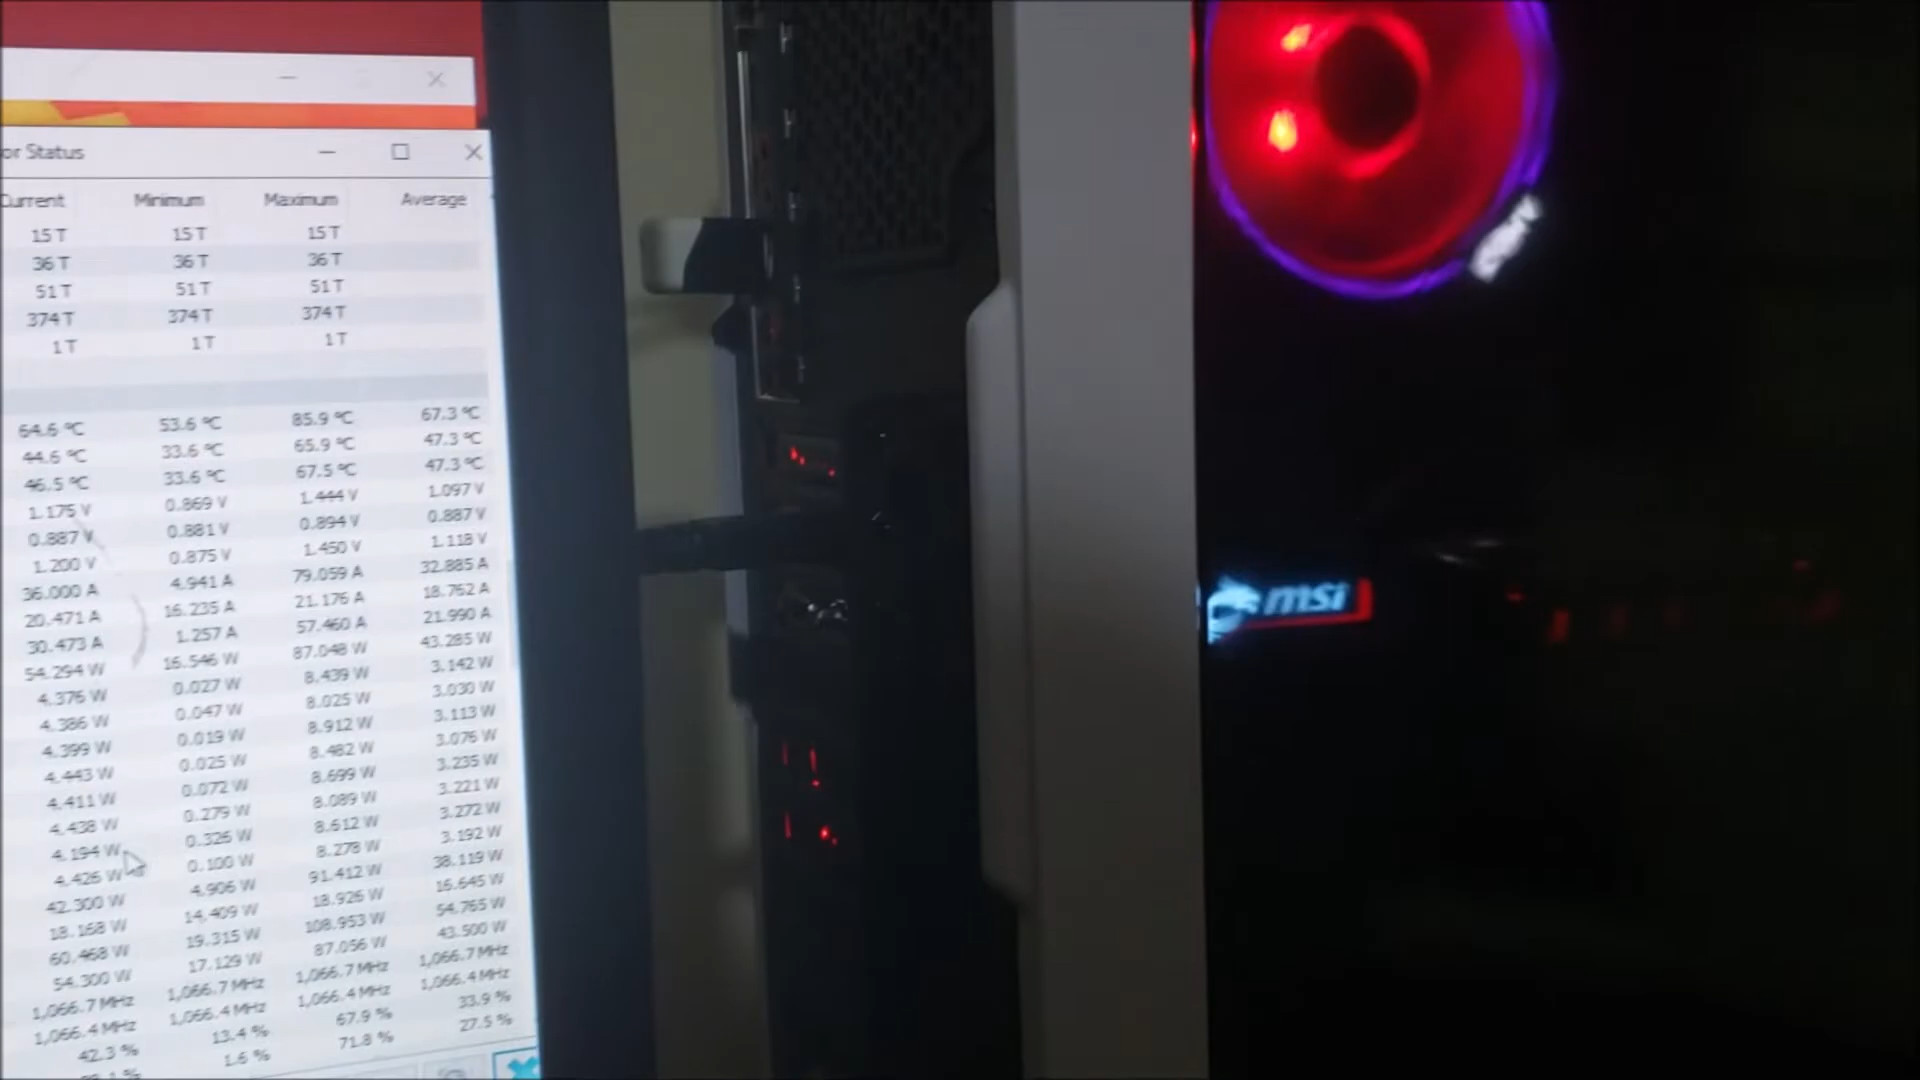 or Status
Current Minimum Maximum Average
15 T 15 T 15 T
36 T 36 T 36 T
51 T 51 T 51 T
374 T 374 T 374 T
1 T 1 T 1 T
64.6 °C 53.6 °C 85.9 °C 67.3 °C
44.6 °C 33.6 °C 65.9 °C 47.3 °C
46.5 °C 33.6 °C 67.5 °C 47.3 °C
1.175 V 0.869 V 1.444 V 1.097 V
0.887 V 0.881 V 0.894 V 0.887 V
1.200 V 0.875 V 1.450 V 1.118 V
36.000 A 4.941 A 79.059 A 32.885 A
20.471 A 16.235 A 21.176 A 18.762 A
30.473 A 1.257 A 57.460 A 21.990 A
54.294 W 16.546 W 87.048 W 43.285 W
4.376 W 0.027 W 8.439 W 3.142 W
4.386 W 0.047 W 8.025 W 3.030 W
4.399 W 0.019 W 8.912 W 3.113 W
4.443 W 0.025 W 8.482 W 3.076 W
4.411 W 0.072 W 8.699 W 3.235 W
4.438 W 0.279 W 8.089 W 3.221 W
4.194 W 0.326 W 8.612 W 3.272 W
4.426 W 0.100 W 8.278 W 3.192 W
42.300 W 4.906 W 91.412 W 38.119 W
18.168 W 14.409 W 18.926 W 16.645 W
60.468 W 19.315 W 108.953 W 54.765 W
54.300 W 17.129 W 87.056 W 43.500 W
1,066.7 MHz 1,066.7 MHz 1,066.7 MHz 1,066.7 MHz
1,066.4 MHz 1,066.4 MHz 1,066.4 MHz 1,066.4 MHz
42.3 % 13.4 % 67.9 % 33.9 %
1.6 % 71.8 % 27.5 %
msi